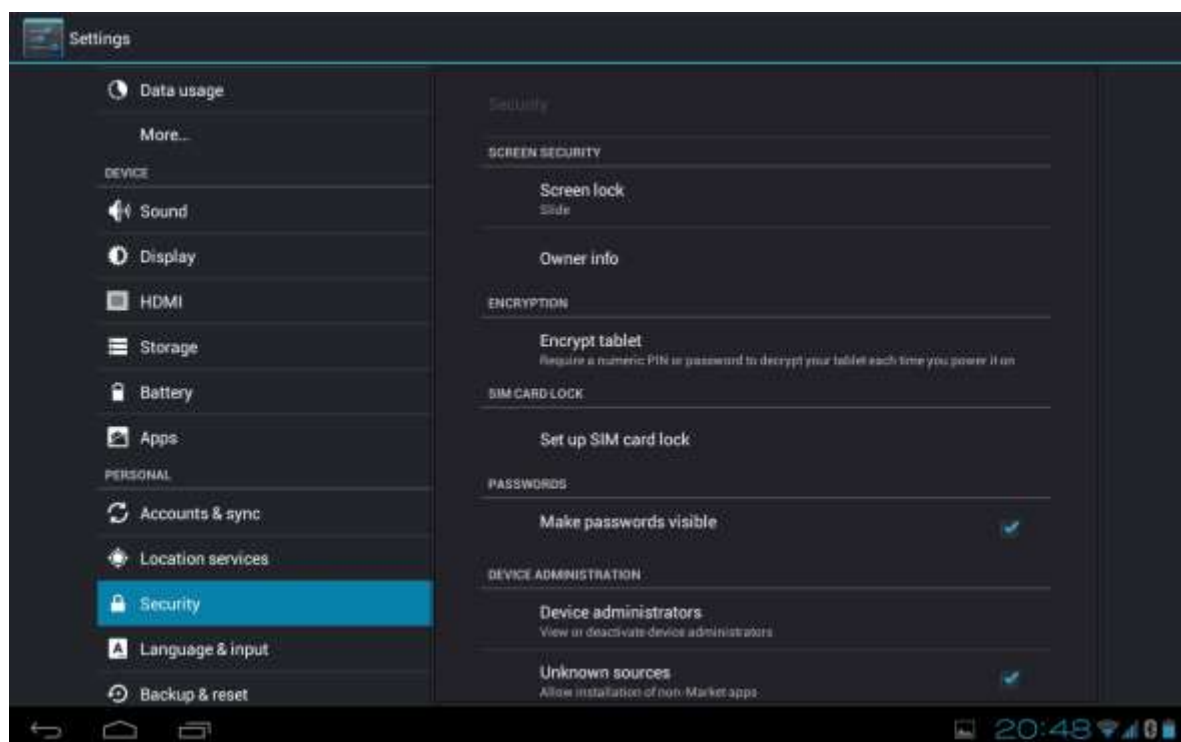 Settings
Data usage
More...
DEVICE
Sound
Display
HDMI
Storage
Battery
Apps
PERSONAL
Accounts & sync
Location services
Security
Language & input
Backup & reset
Security
SCREEN SECURITY
Screen lock
Slide
Owner info
ENCRYPTION
Encrypt tablet
Require a numeric PIN or password to decrypt your tablet each time you power it on
SIM CARD LOCK
Set up SIM card lock
PASSWORDS
Make passwords visible
DEVICE ADMINISTRATION
Device administrators
View or deactivate device administrators
Unknown sources
Allow installation of non-Market apps
20:48